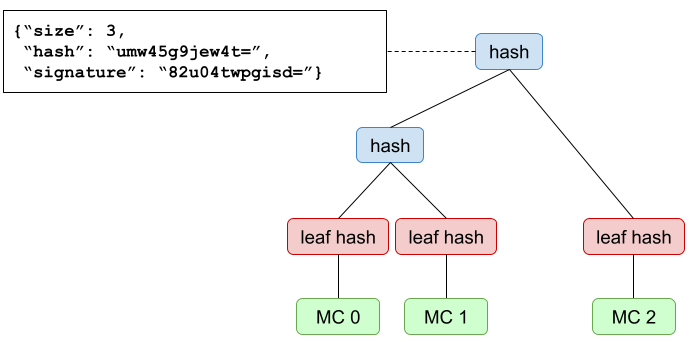 {“size”: 3,
“hash”: “umw45g9jew4t=”,
“signature”: “82u04twpgisd=”}
hash
hash
leaf hash
leaf hash
leaf hash
MC 0
MC 1
MC 2